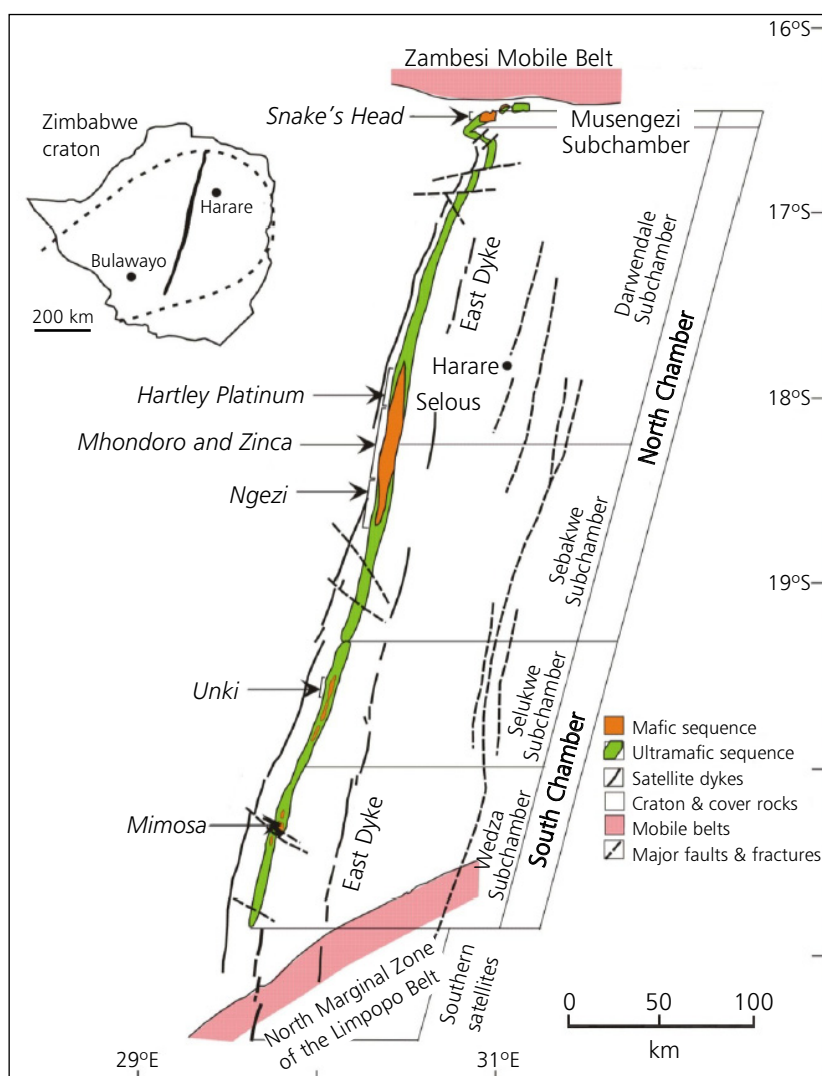 16°S
Zambesi Mobile Belt
Snake's Head
Musengezi
Subchamber
Zimbabwe
craton
Harare
Bulawayo
200 km
17°S
Darwendale
Subchamber
East Dyke
Harare
Hartley Platinum
Selous
18°S
North Chamber
Mhondoro and Zinca
Ngezi
Sebakwe
Subchamber
19°S
Unki
Selukwe
Subchamber
Mafic sequence
Ultramafic sequence
Satellite dykes
Craton & cover rocks
Mobile belts
Major faults & fractures
South Chamber
Mimosa
Wedza
Subchamber
East Dyke
North Marginal Zone
of the Limpopo Belt
Southern
satellites
0 50 100
km
29°E
31°E